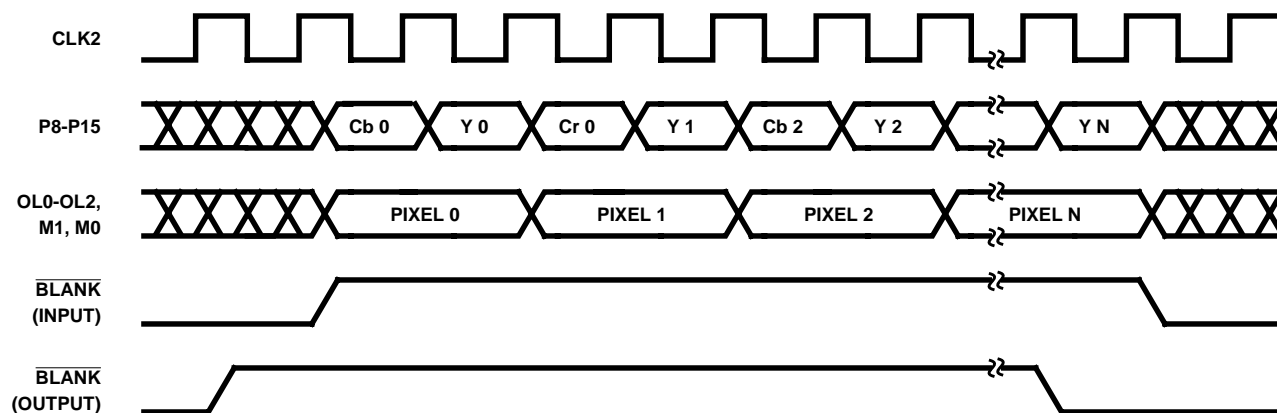 CLK2
P8-P15
Cb 0 Y 0 Cr 0 Y 1 Cb 2 Y 2 Y N
OL0-OL2,
M1, M0
PIXEL 0 PIXEL 1 PIXEL 2 PIXEL N
BLANK
(INPUT)
BLANK
(OUTPUT)